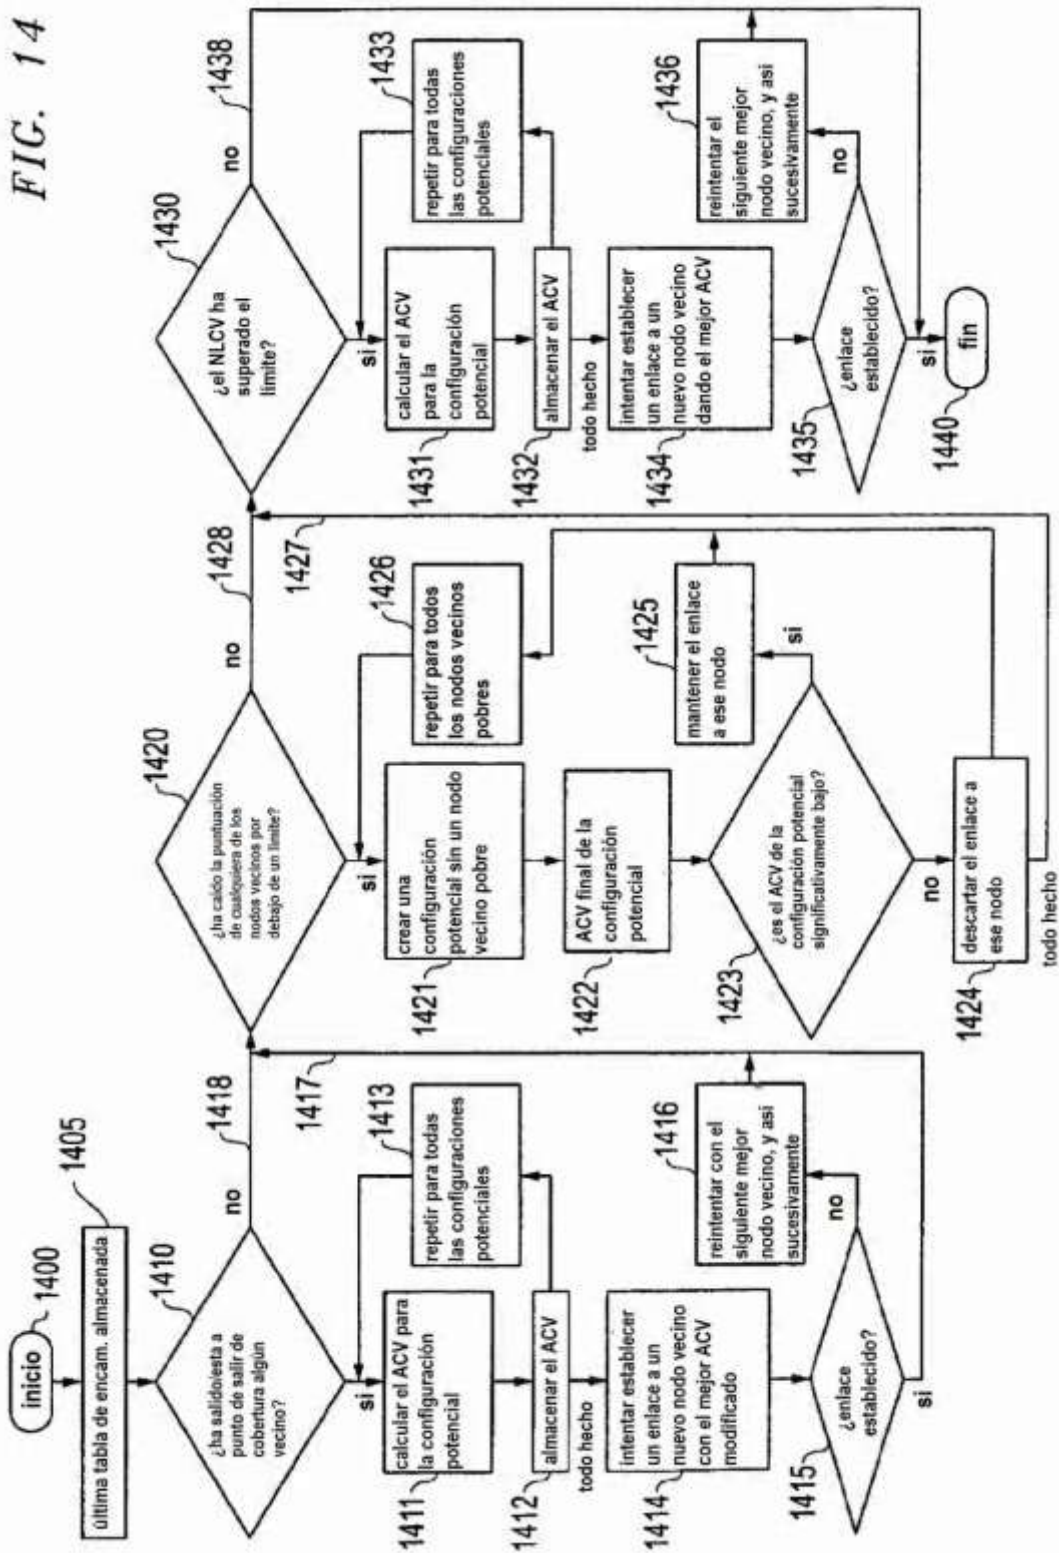 FIG. 14
inicio
1400
última tabla de encam. almacenada
1405
¿ha salido/esta a
punto de salir de
cobertura algún
vecino?
1410
no
1418
si
calcular el ACV para
la configuración
potencial
1411
almacenar el ACV
1412
repetir para todas
las configuraciones
potenciales
1413
todo hecho
intentar establecer
un enlace a un
nuevo nodo vecino
con el mejor ACV
modificado
1414
¿enlace
establecido?
1415
no
reintentar con el
siguiente mejor
nodo vecino, y asi
sucesivamente
1416
si
1417
¿ha caído la puntuación
de cualquiera de los
nodos vecinos por
debajo de un limite?
1420
no
1428
si
crear una
configuración
potencial sin un nodo
vecino pobre
1421
ACV final de la
configuración
potencial
1422
¿es el ACV de la
configuración potencial
significativamente bajo?
1423
si
mantener el enlace
a ese nodo
1425
repetir para todos
los nodos vecinos
pobres
1426
no
descartar el enlace a
ese nodo
1424
todo hecho
1427
¿el NLCV ha
superado el
limite?
1430
no
1438
si
calcular el ACV
para la
configuración
potencial
1431
almacenar el ACV
1432
repetir para todas
las configuraciones
potenciales
1433
todo hecho
intentar establecer
un enlace a un
nuevo nodo vecino
dando el mejor ACV
1434
¿enlace
establecido?
1435
no
reintentar el
siguiente mejor
nodo vecino, y asi
sucesivamente
1436
si
fin
1440